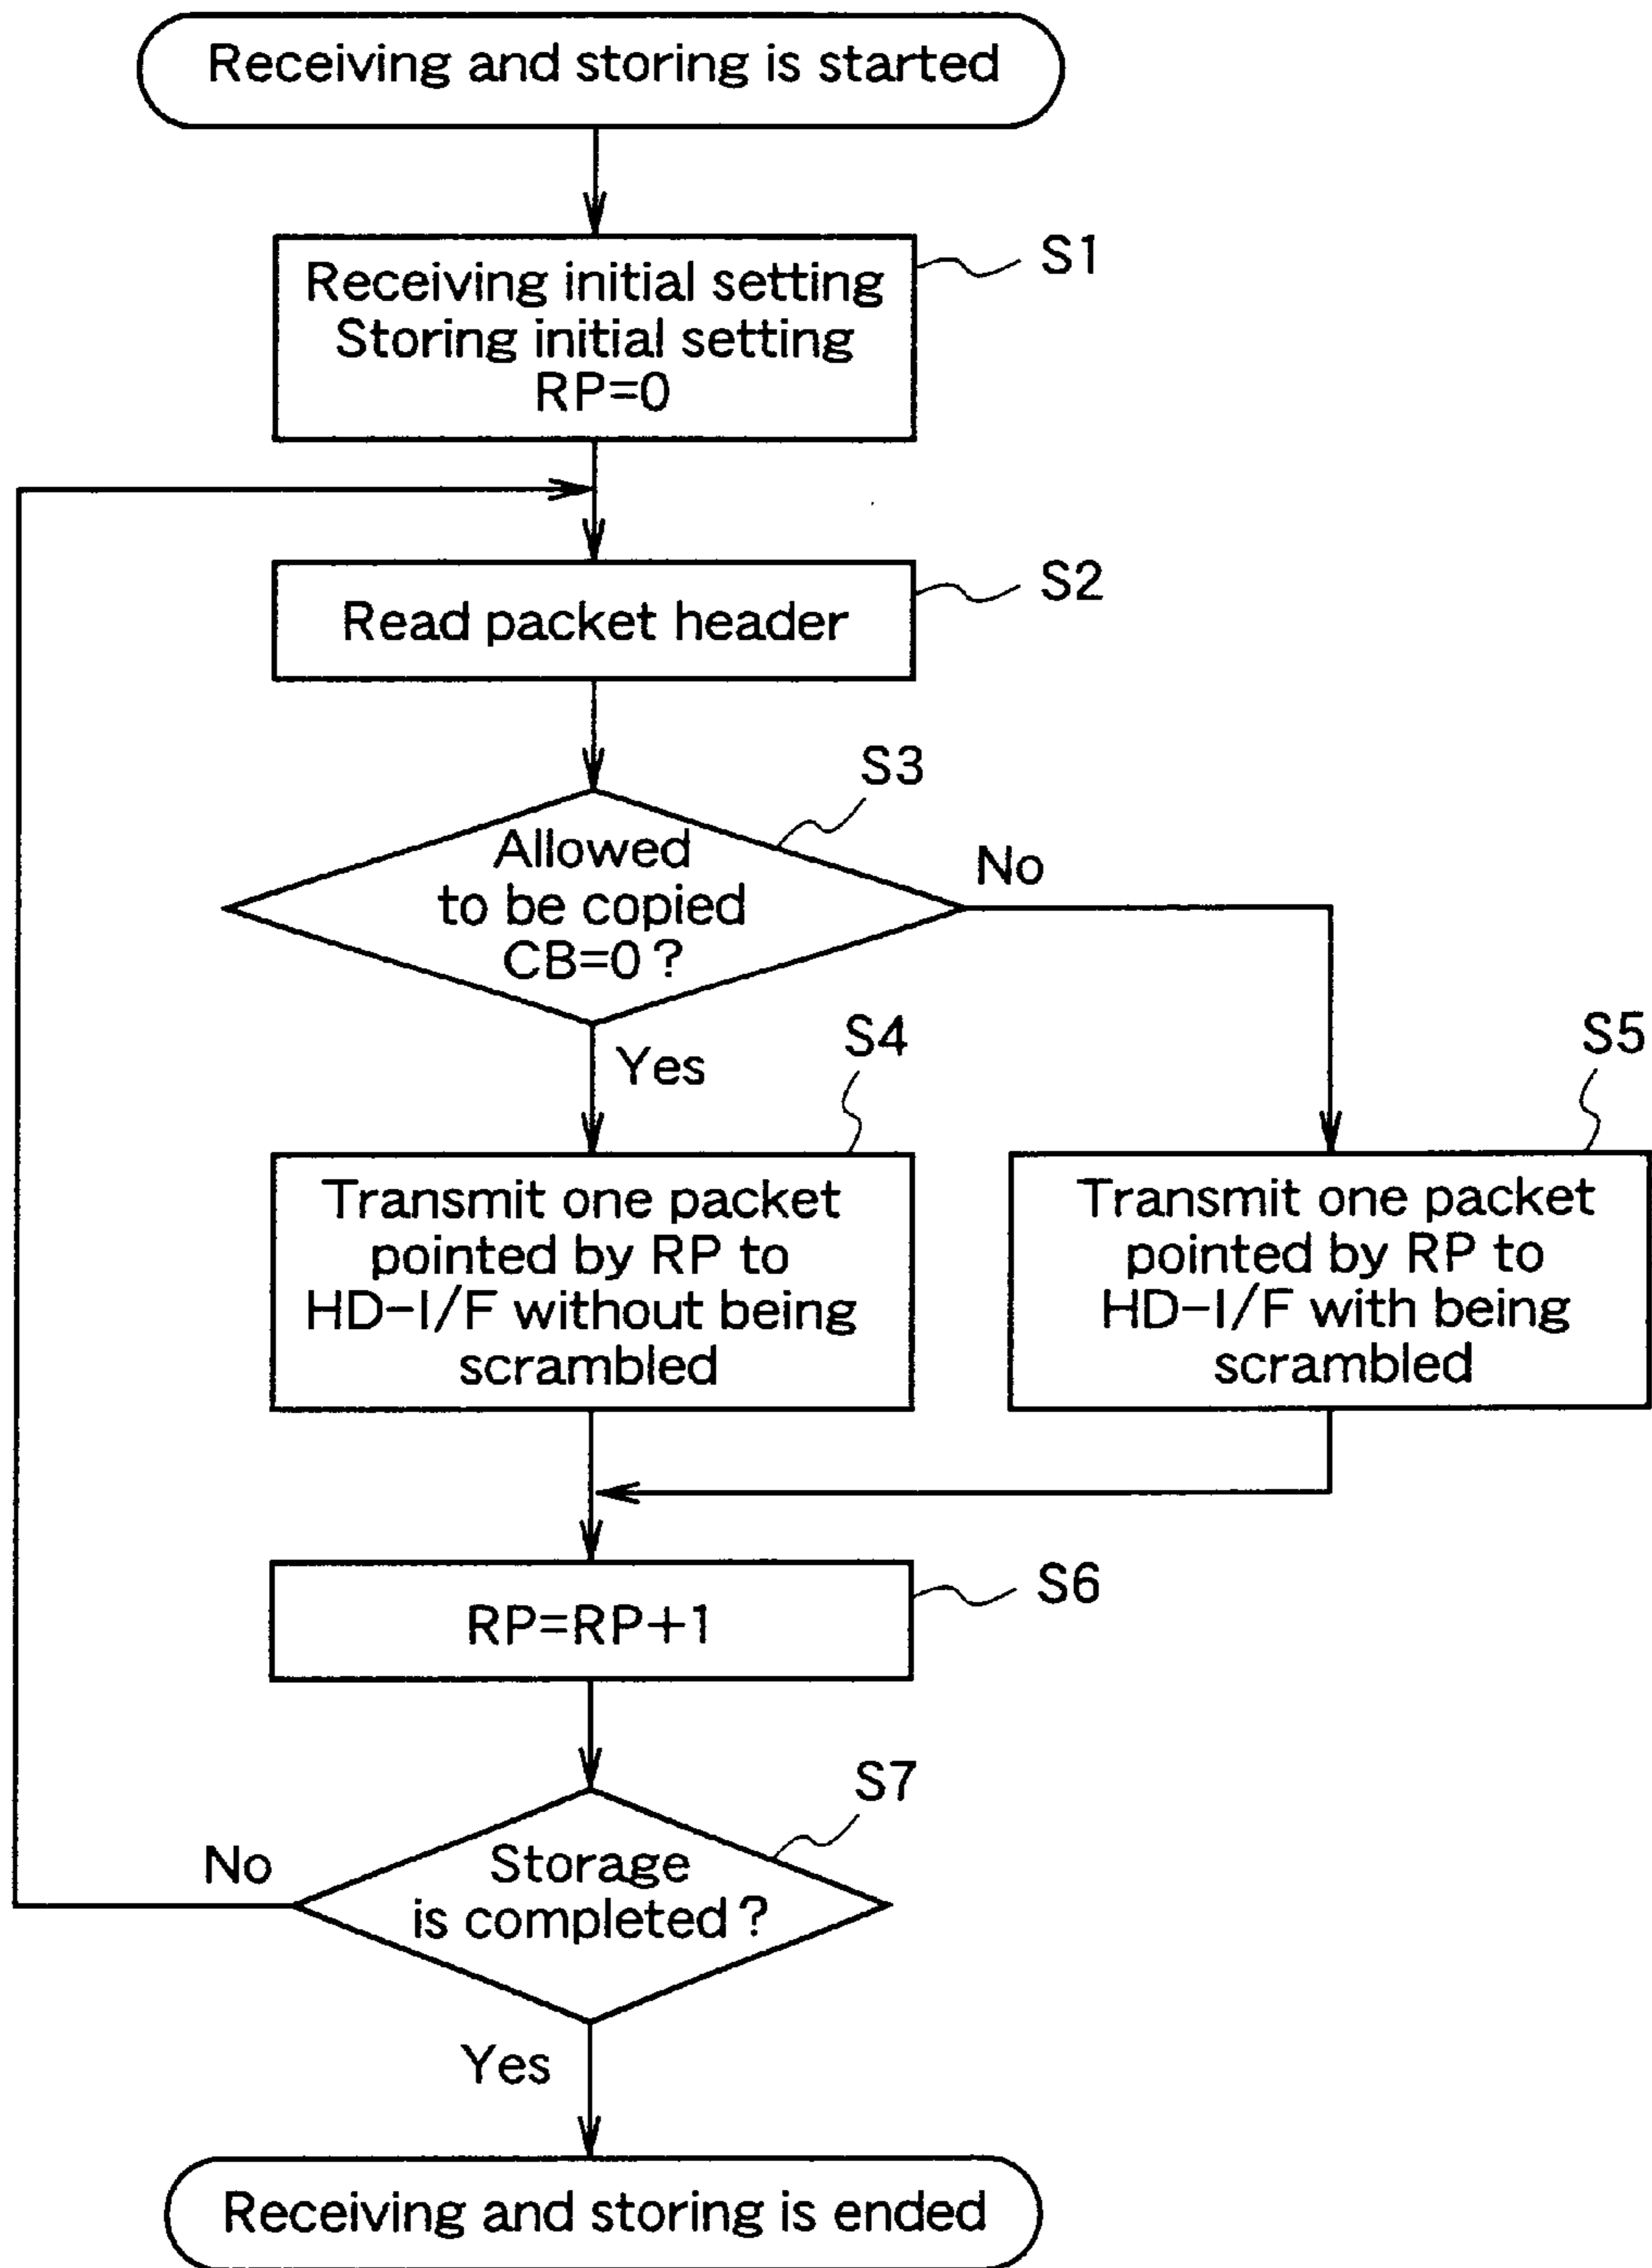 Receiving and storing is started
S1
Receiving initial setting
Storing initial setting
RP=0
S2
Read packet header
S3
Allowed
to be copied
CB=0?
No
Yes
S4
S5
Transmit one packet
pointed by RP to
HD-I/F without being
scrambled
Transmit one packet
pointed by RP to
HD-I/F with being
scrambled
S6
RP=RP+1
S7
No
Storage
is completed?
Yes
Receiving and storing is ended